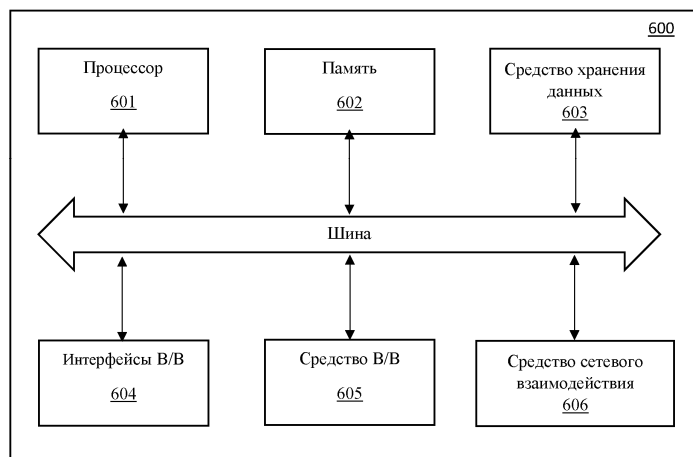 600
Процессор
601
Память
602
Средство хранения
данных
603
Шина
Интерфейсы В/В
604
Средство В/В
605
Средство сетевого
взаимодействия
606